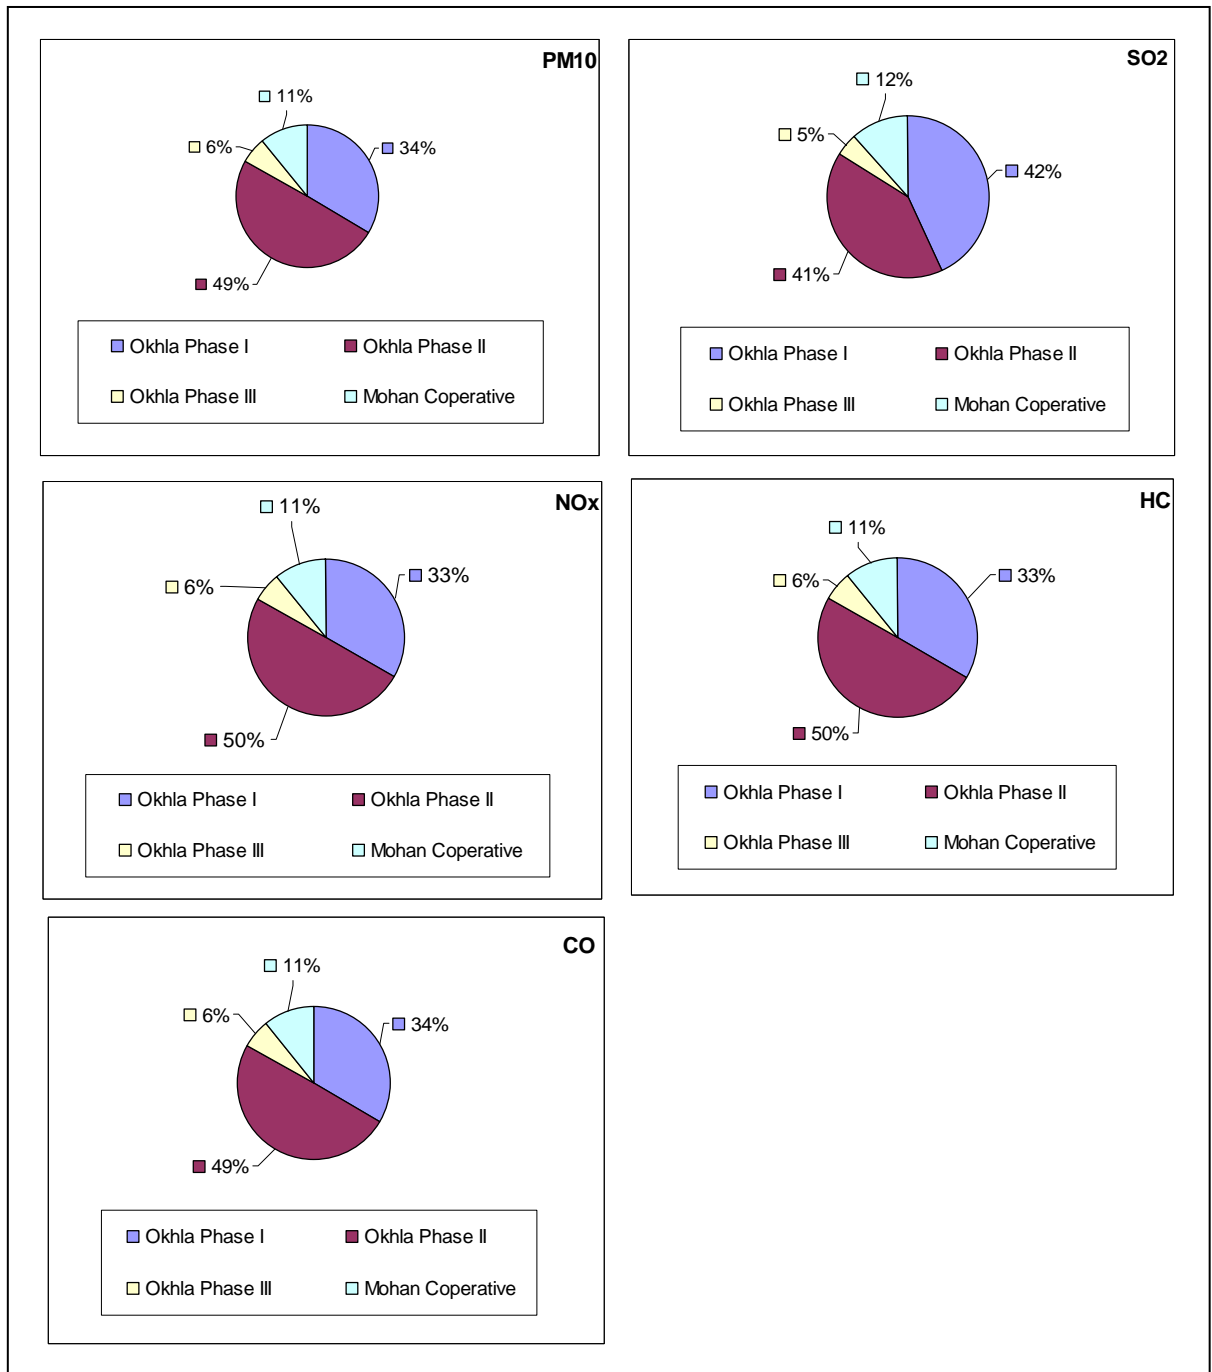 PM10
11%
6%
34%
49%
Okhla Phase I
Okhla Phase II
Okhla Phase III
Mohan Coperative
SO2
12%
5%
42%
41%
Okhla Phase I
Okhla Phase II
Okhla Phase III
Mohan Coperative
NOx
11%
6%
33%
50%
Okhla Phase I
Okhla Phase II
Okhla Phase III
Mohan Coperative
HC
11%
6%
33%
50%
Okhla Phase I
Okhla Phase II
Okhla Phase III
Mohan Coperative
CO
11%
6%
34%
49%
Okhla Phase I
Okhla Phase II
Okhla Phase III
Mohan Coperative